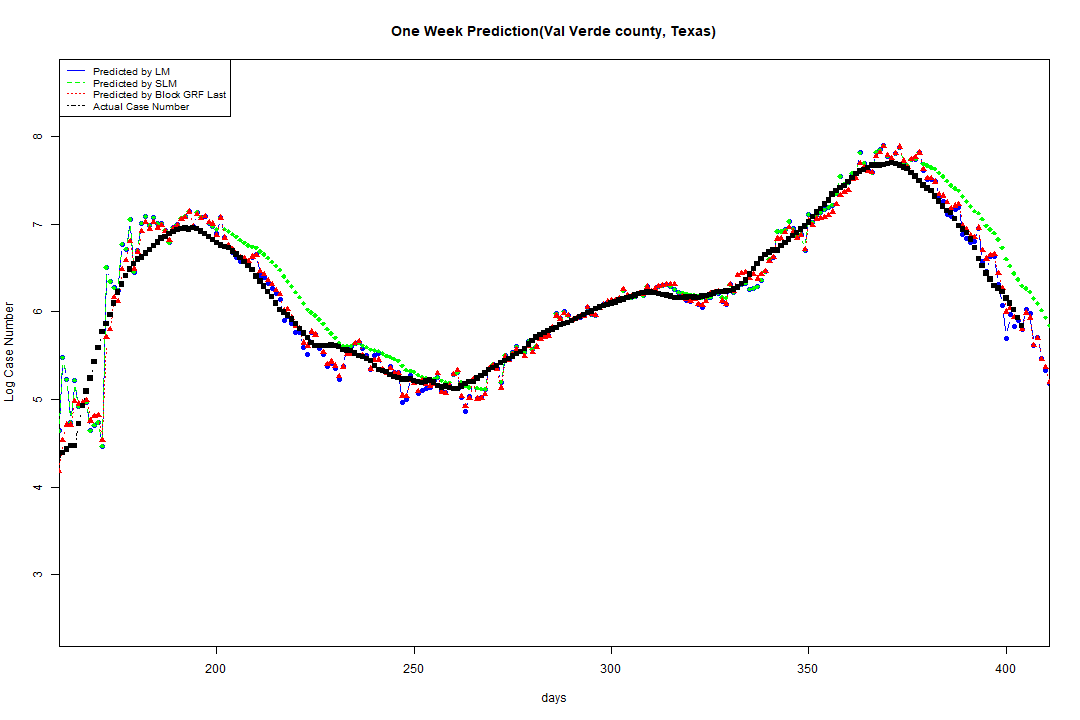 One Week Prediction(Val Verde county, Texas)
Predicted by LM
Predicted by SLM
Predicted by Block GRF Last
Actual Case Number
8
7
6
5
4
3
Log Case Number
200 250 300 350 400
days